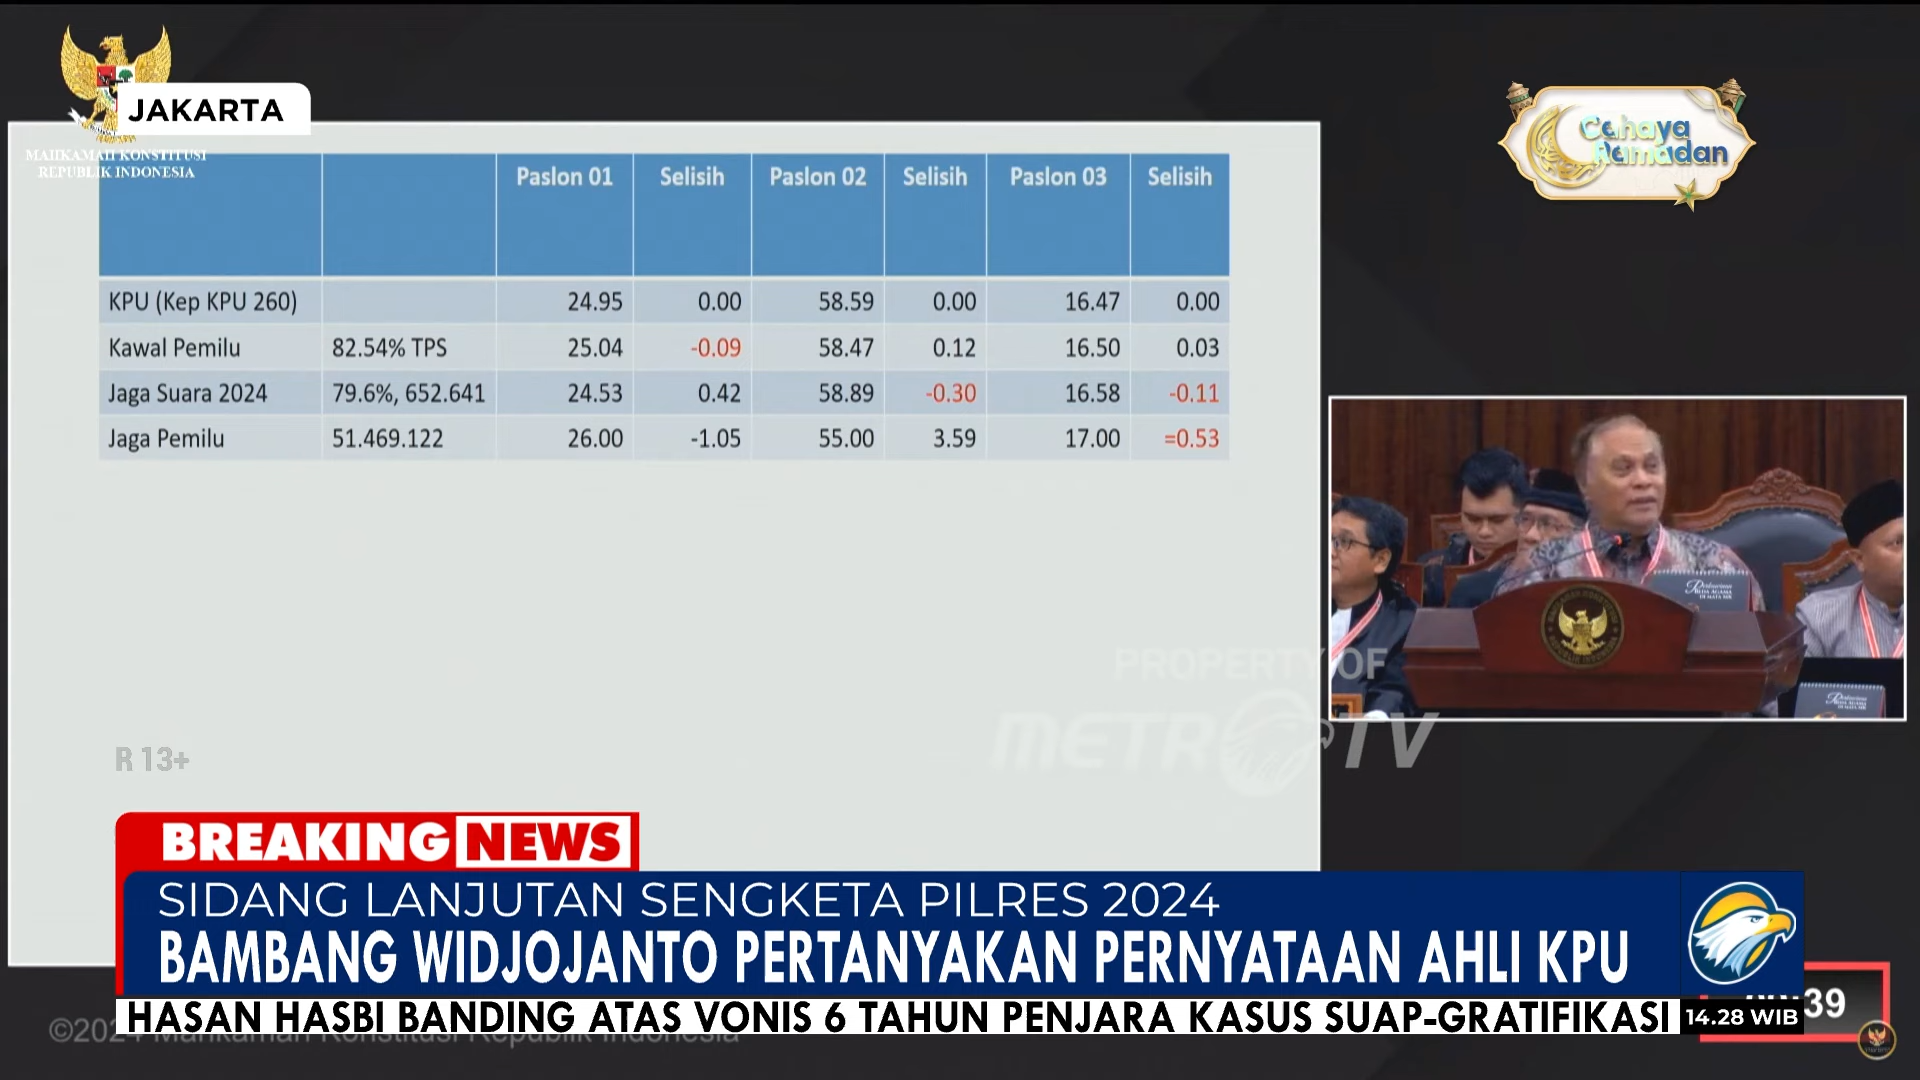 JAKARTA
MAHKAMAH KONSTITUSI
REPUBLIK INDONESIA
Cahaya
Ramadan
Paslon 01 Selisih Paslon 02 Selisih Paslon 03 Selisih
KPU (Kep KPU 260) 24.95 0.00 58.59 0.00 16.47 0.00
Kawal Pemilu 82.54% TPS 25.04 -0.09 58.47 0.12 16.50 0.03
Jaga Suara 2024 79.6%, 652.641 24.53 0.42 58.89 -0.30 16.58 -0.11
Jaga Pemilu 51.469.122 26.00 -1.05 55.00 3.59 17.00 =0.53
PROPERTY OF
METRO TV
R 13+
BREAKING NEWS
SIDANG LANJUTAN SENGKETA PILRES 2024
BAMBANG WIDJOJANTO PERTANYAKAN PERNYATAAN AHLI KPU
HASAN HASBI BANDING ATAS VONIS 6 TAHUN PENJARA KASUS SUAP-GRATIFIKASI
14.28 WIB
39
©2024 Mahkamah Konstitusi Republik Indonesia